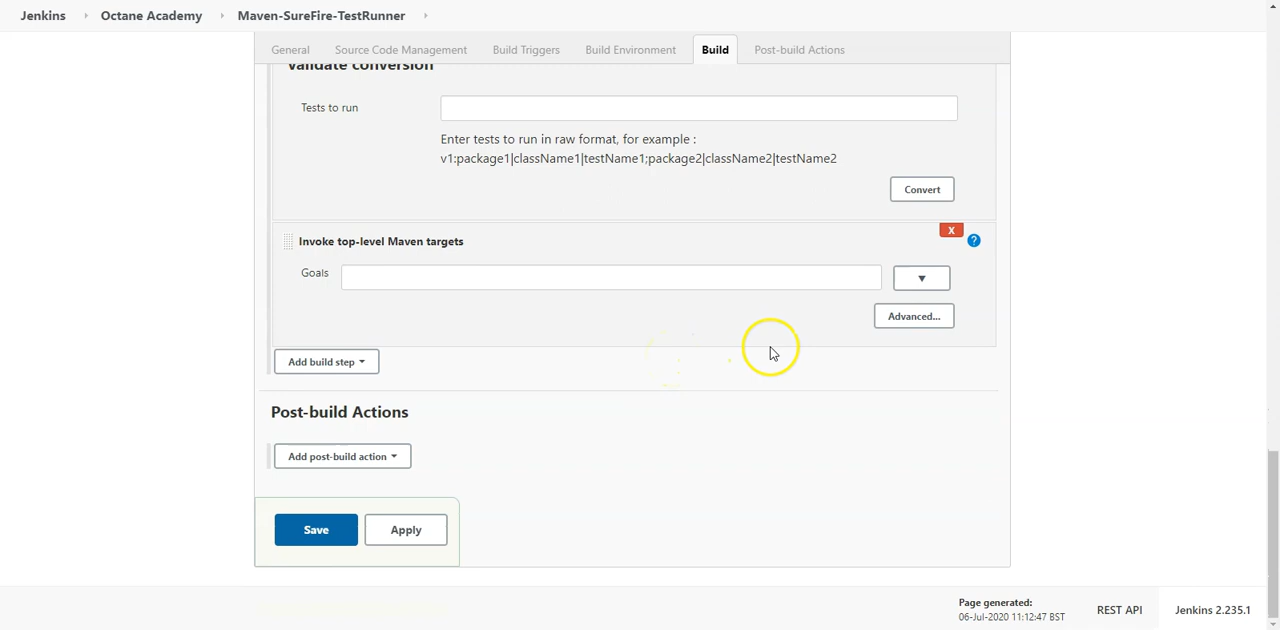 Jenkins › Octane Academy › Maven-SureFire-TestRunner ›
General Source Code Management Build Triggers Build Environment Build Post-build Actions
Validate conversion
Tests to run
Enter tests to run in raw format, for example :
v1:package1|className1|testName1;package2|className2|testName2
Convert
X
Invoke top-level Maven targets
?
Goals
▼
Advanced...
Add build step
Post-build Actions
Add post-build action
Save Apply
Page generated:
06-Jul-2020 11:12:47 BST
REST API Jenkins 2.235.1